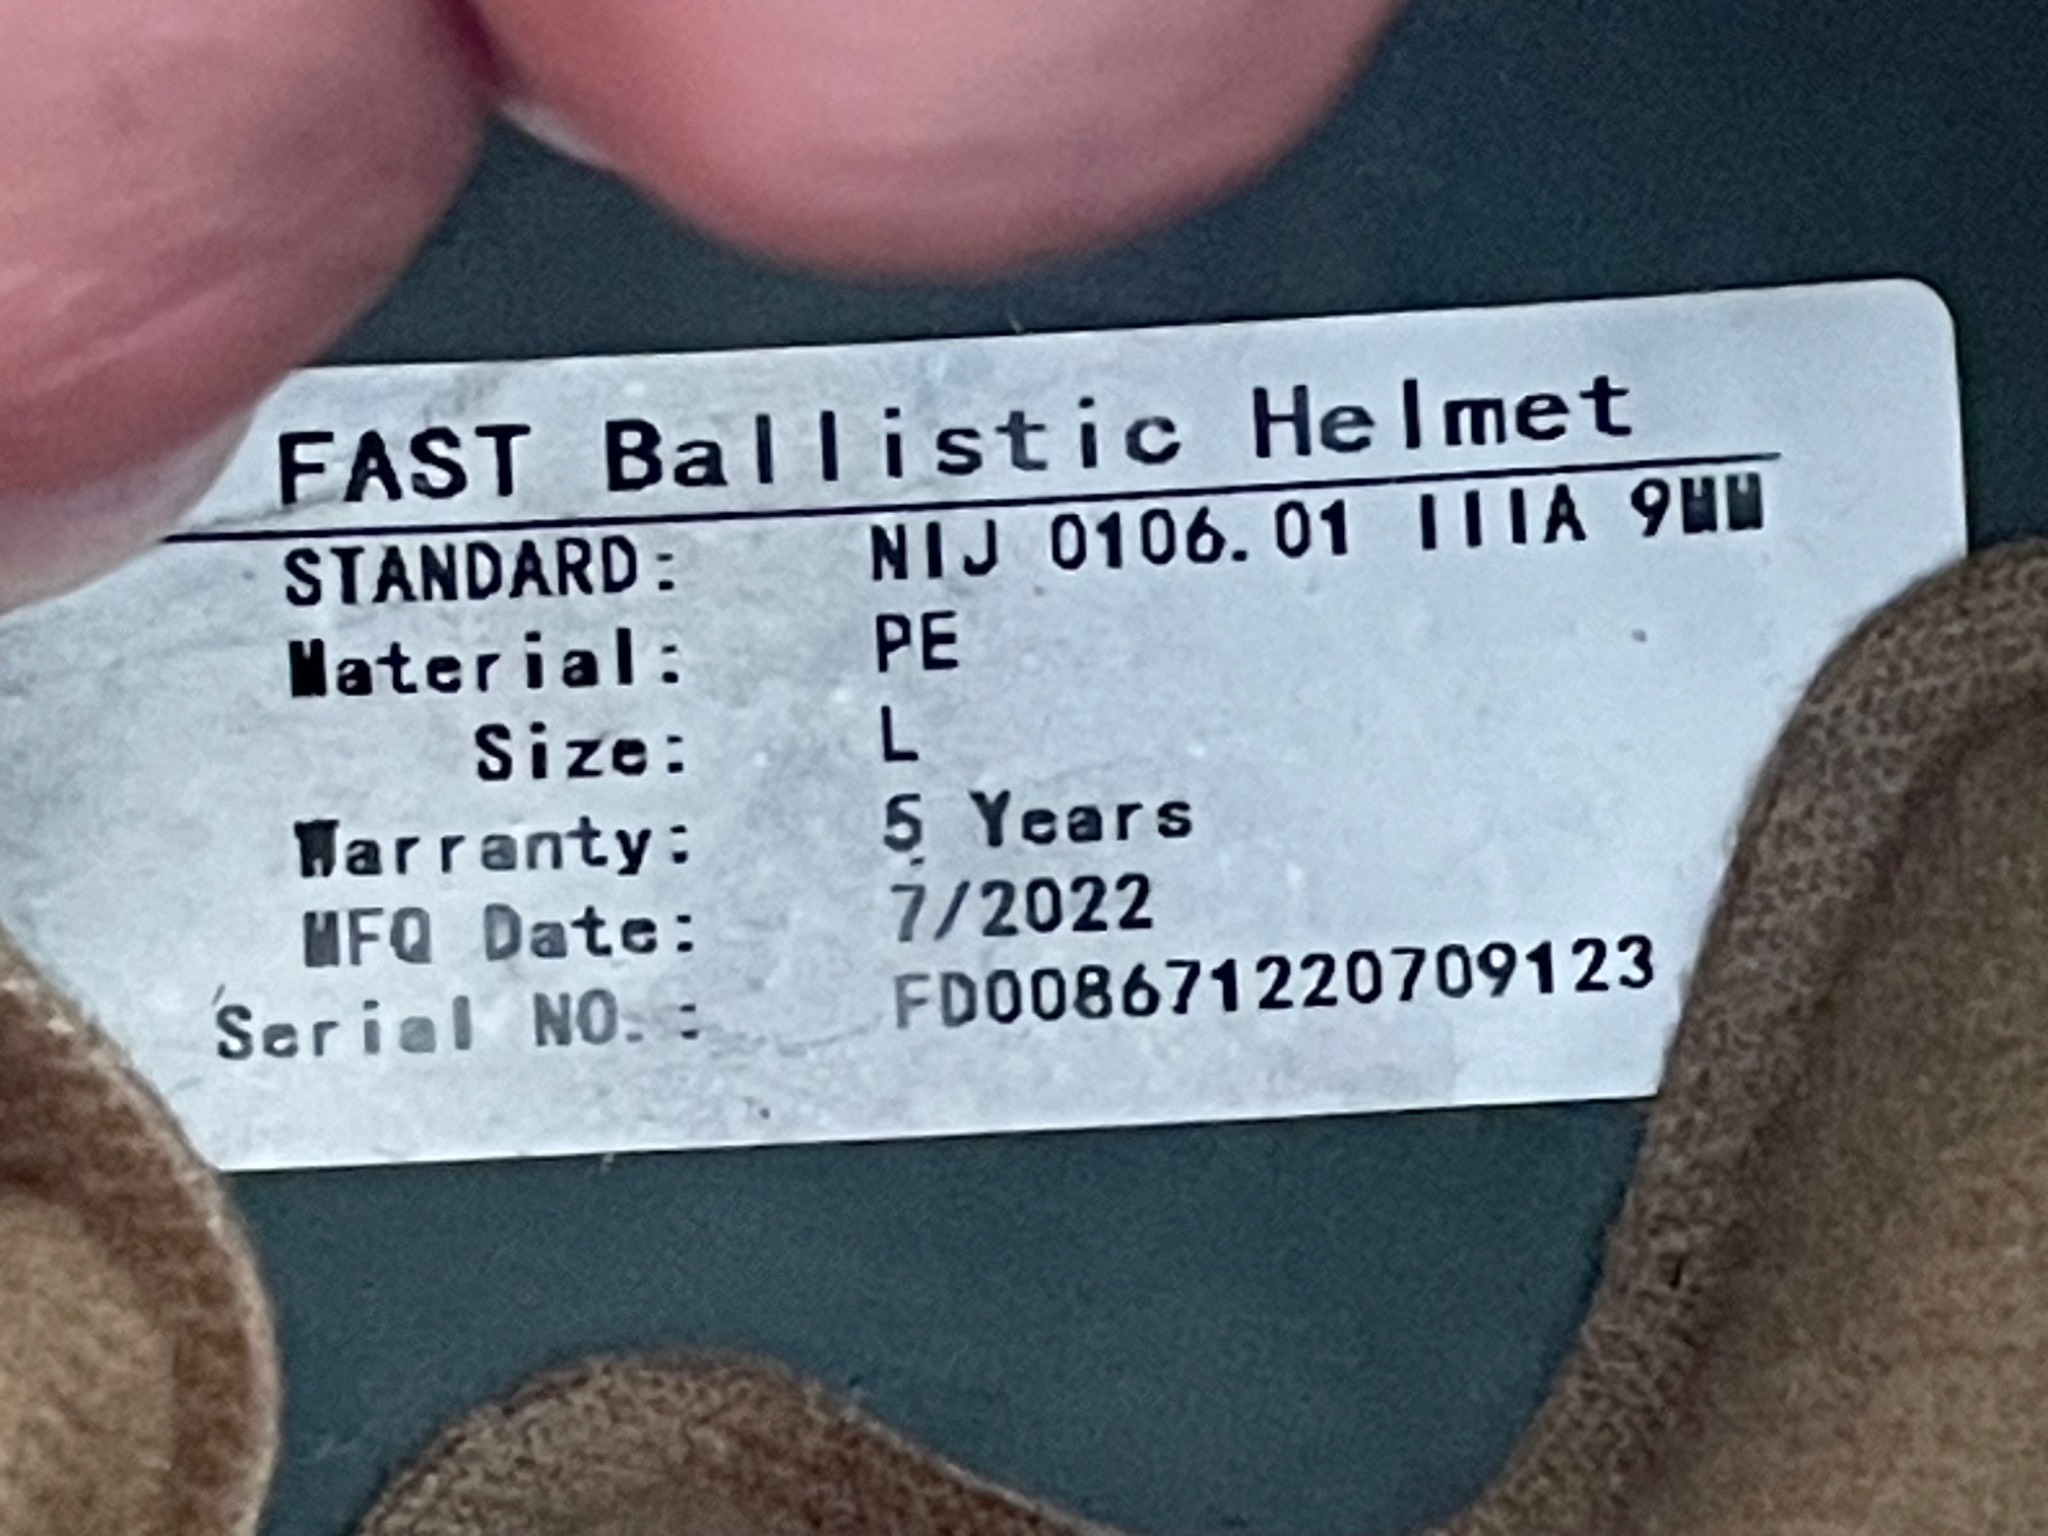 FAST Ballistic Helmet
STANDARD: NIJ 0106.01 IIIA 9MM
Material: PE
Size: L
Warranty: 5 Years
MFQ Date: 7/2022
Serial NO.: FD008671220709123